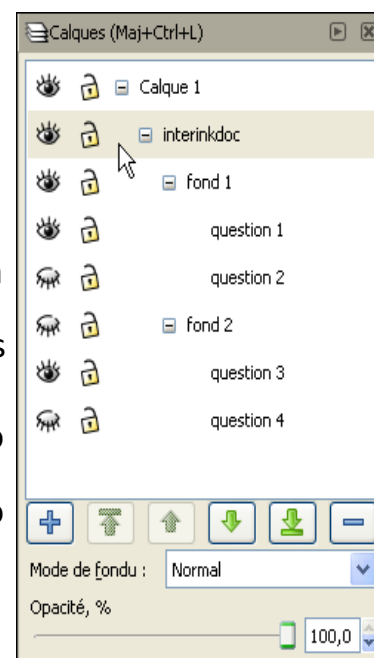 Calques (Maj+Ctrl+L)
Calque 1
interinkdoc
fond 1
question 1
question 2
fond 2
question 3
question 4
Mode de fondu : Normal
Opacité, %
100,0